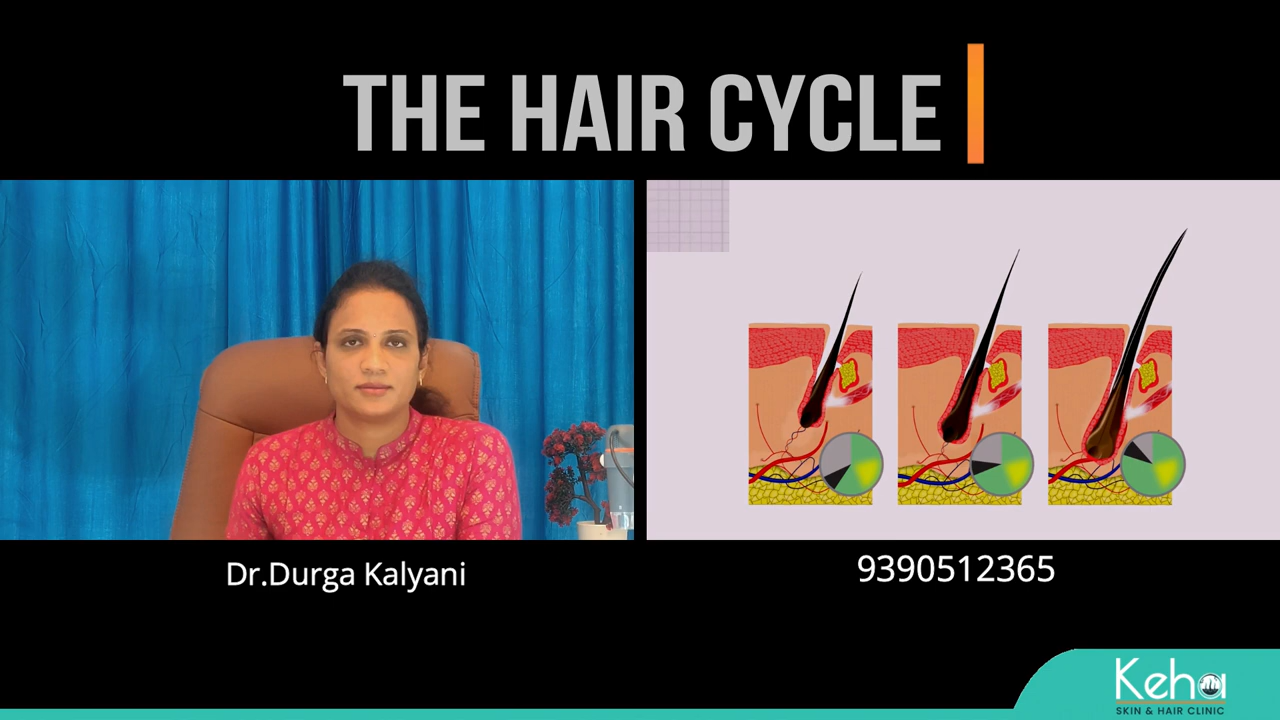 THE HAIR CYCLE
Dr.Durga Kalyani
9390512365
Keha
SKIN & HAIR CLINIC